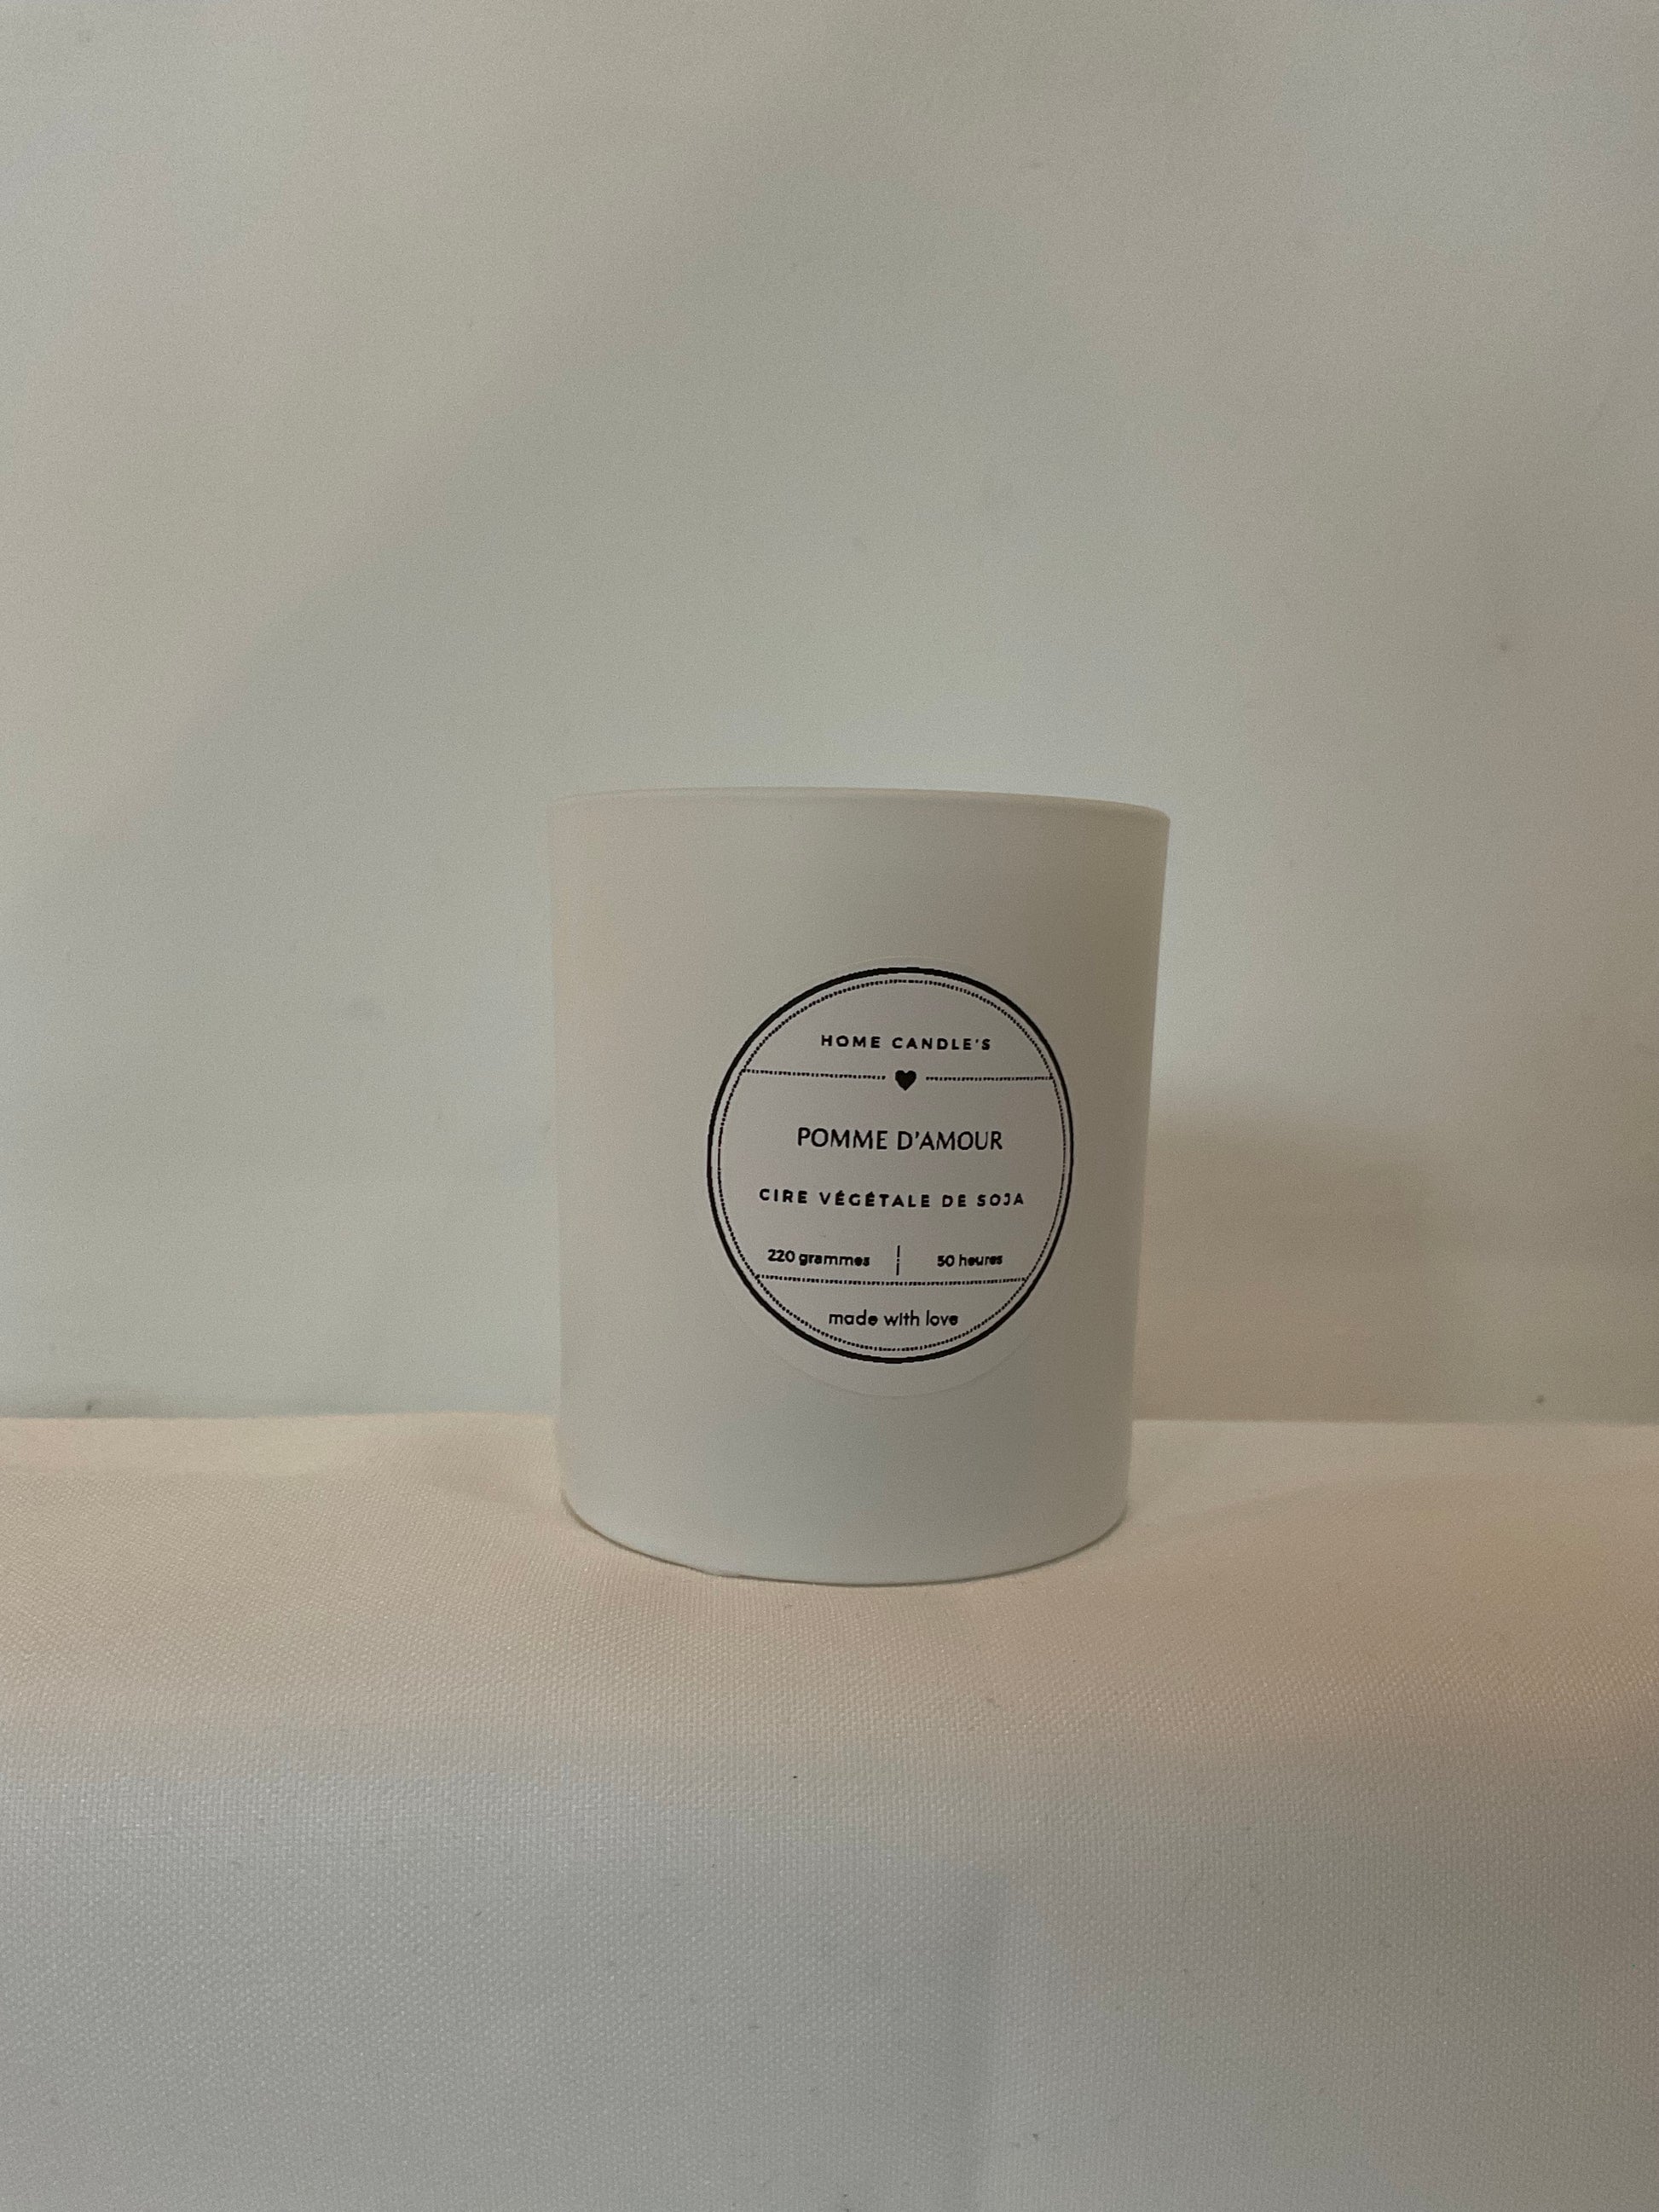 HOME CANDLE'S
POMME D'AMOUR
CIRE VÉGÉTALE DE SOJA
220 grammes | 50 heures
made with love